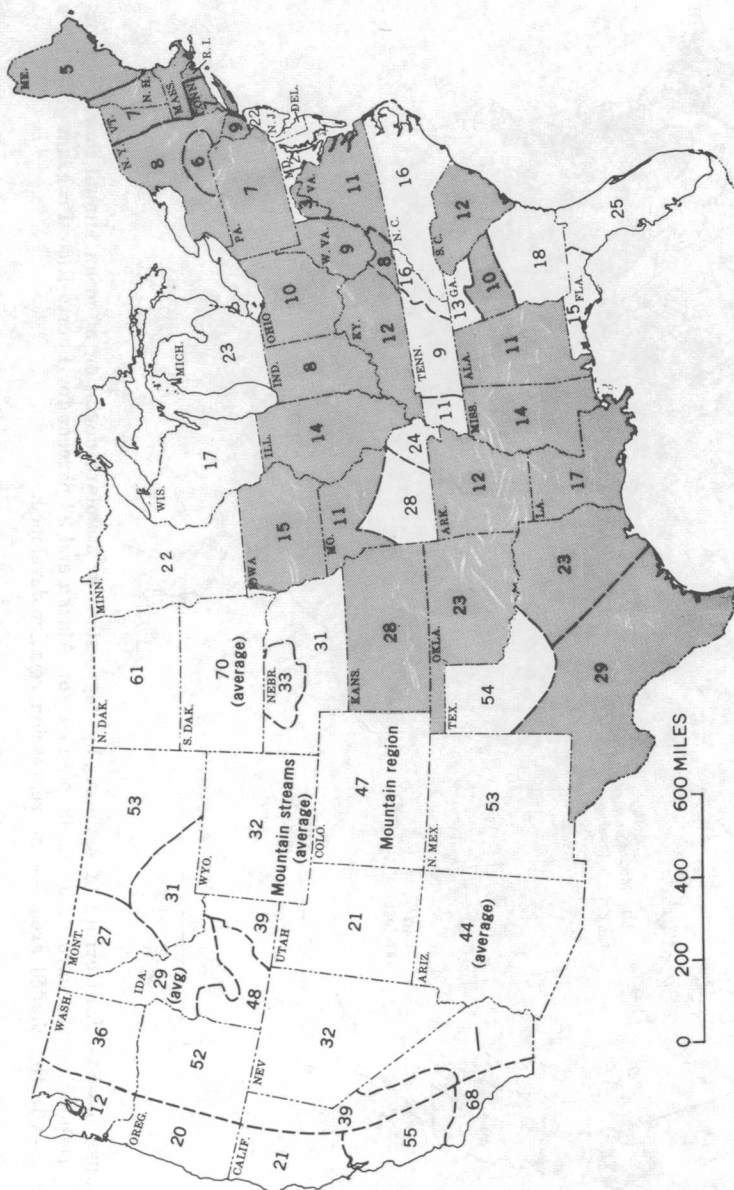 WASH.
12
36
OREG.
20
52
CALIF.
21
39
55
68
NEV
32
IDA.
29
(avg)
48
39
MONT.
27
31
53
WYO.
32
Mountain streams
(average)
UTAH
21
COLO.
47
Mountain region
ARIZ.
44
(average)
N. MEX.
53
N. DAK.
61
S. DAK.
70
(average)
NEBR.
33
31
KANS.
28
OKLA.
23
TEX.
54
23
29
MINN.
22
IOWA
15
MO.
11
28
24
ARK.
12
LA.
17
WIS.
17
ILL.
14
MICH.
23
IND.
8
OHIO
10
KY.
12
TENN.
11
9
16
MISS.
14
ALA.
11
GA.
13
10
18
FLA.
15
25
S. C.
12
N. C.
16
VA.
3
11
8
W. VA.
9
MD.
DEL.
N. J.
22
PA.
7
9
N. Y.
8
6
VT.
7
N. H.
MASS.
CONN.
R. I.
ME.
5
0 200 400 600 MILES